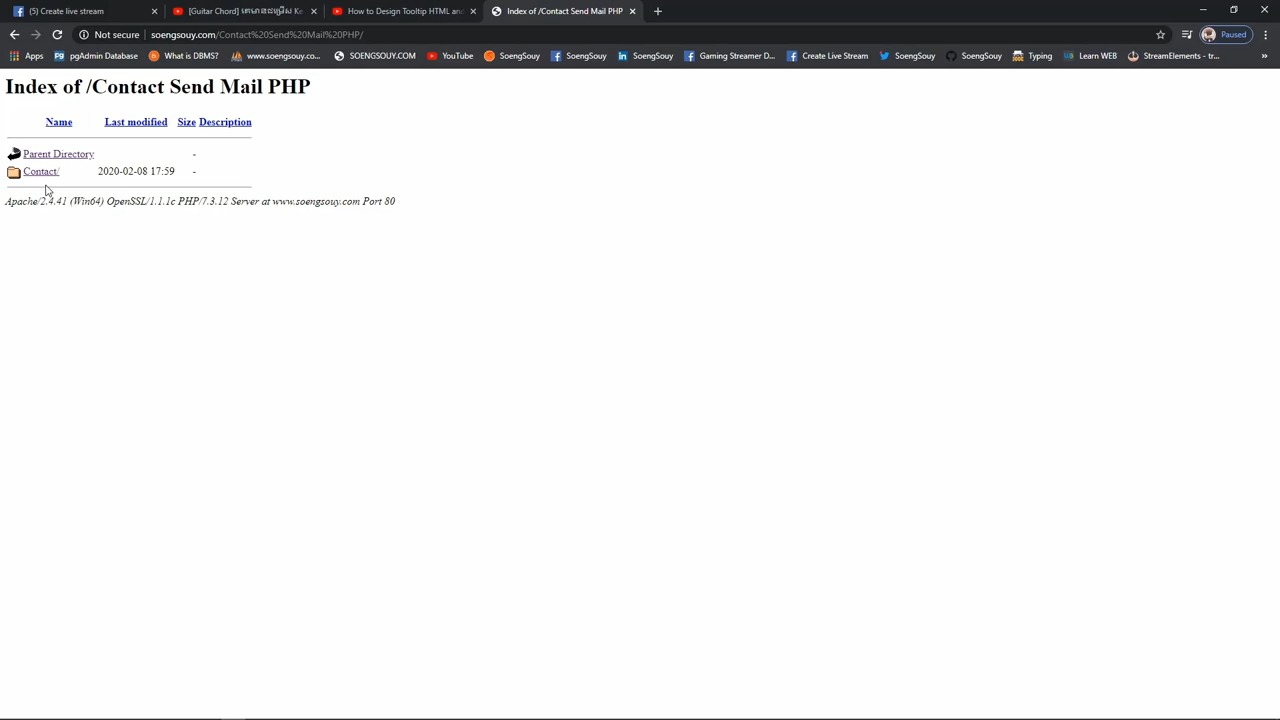 (5) Create live stream
How to Design Tooltip HTML and
Index of /Contact Send Mail PHP
Not secure
soengsouy.com/Contact%20Send%20Mail%20PHP/
Paused
Apps
pgAdmin Database
What is DBMS?
www.soengsouy.co...
SOENGSOUY.COM
YouTube
SoengSouy
SoengSouy
SoengSouy
Gaming Streamer D...
Create Live Stream
SoengSouy
SoengSouy
Typing
Learn WEB
StreamElements - tr...
Index of /Contact Send Mail PHP
Name Last modified Size Description
Parent Directory -
Contact/ 2020-02-08 17:59 -
Apache/2.4.41 (Win64) OpenSSL/1.1.1c PHP/7.3.12 Server at www.soengsouy.com Port 80